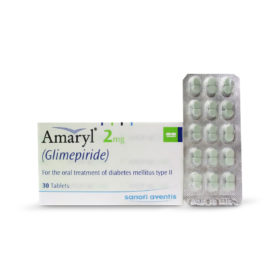 Amaryl® 2mg
(Glimepiride)
For the oral treatment of diabetes mellitus type II
30 Tablets
sanofi aventis